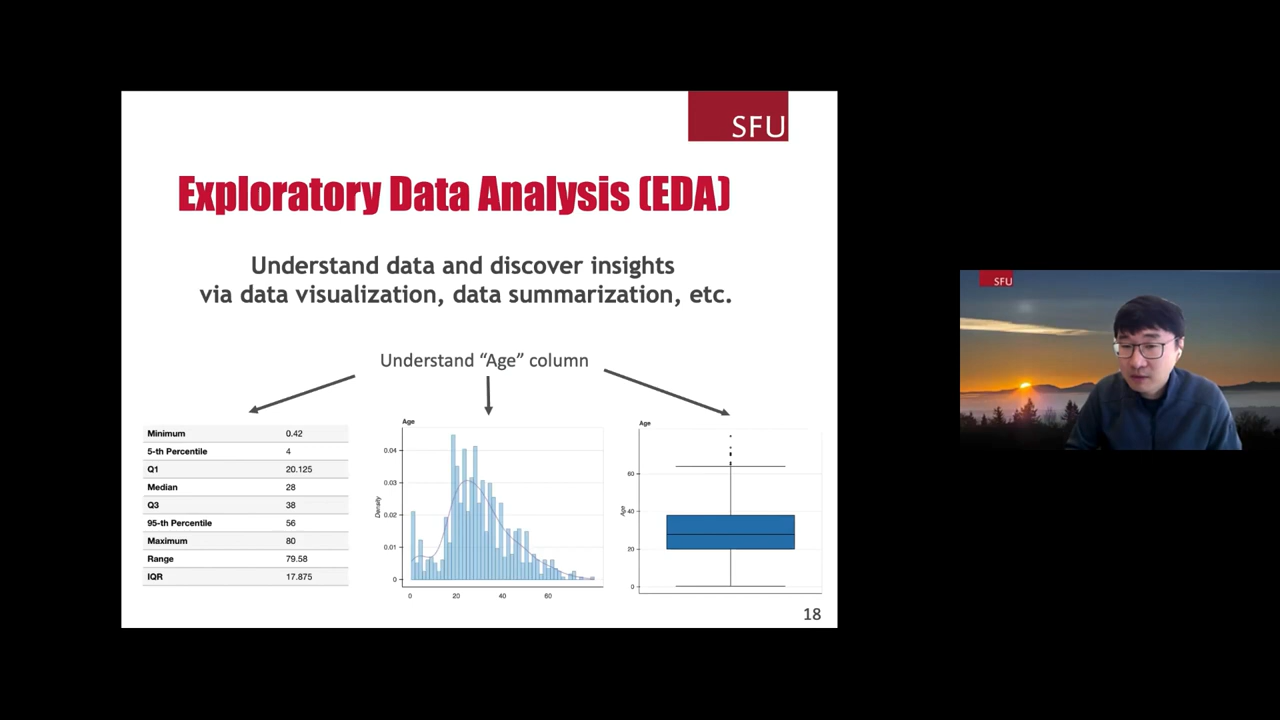 SFU
Exploratory Data Analysis (EDA)
Understand data and discover insights
via data visualization, data summarization, etc.
Understand “Age” column
Minimum 0.42
5-th Percentile 4
Q1 20.125
Median 28
Q3 38
95-th Percentile 56
Maximum 80
Range 79.58
IQR 17.875
Age
Density
0.04
0.03
0.02
0.01
0
0 20 40 60
Age
Age
60
40
20
0
18
SFU